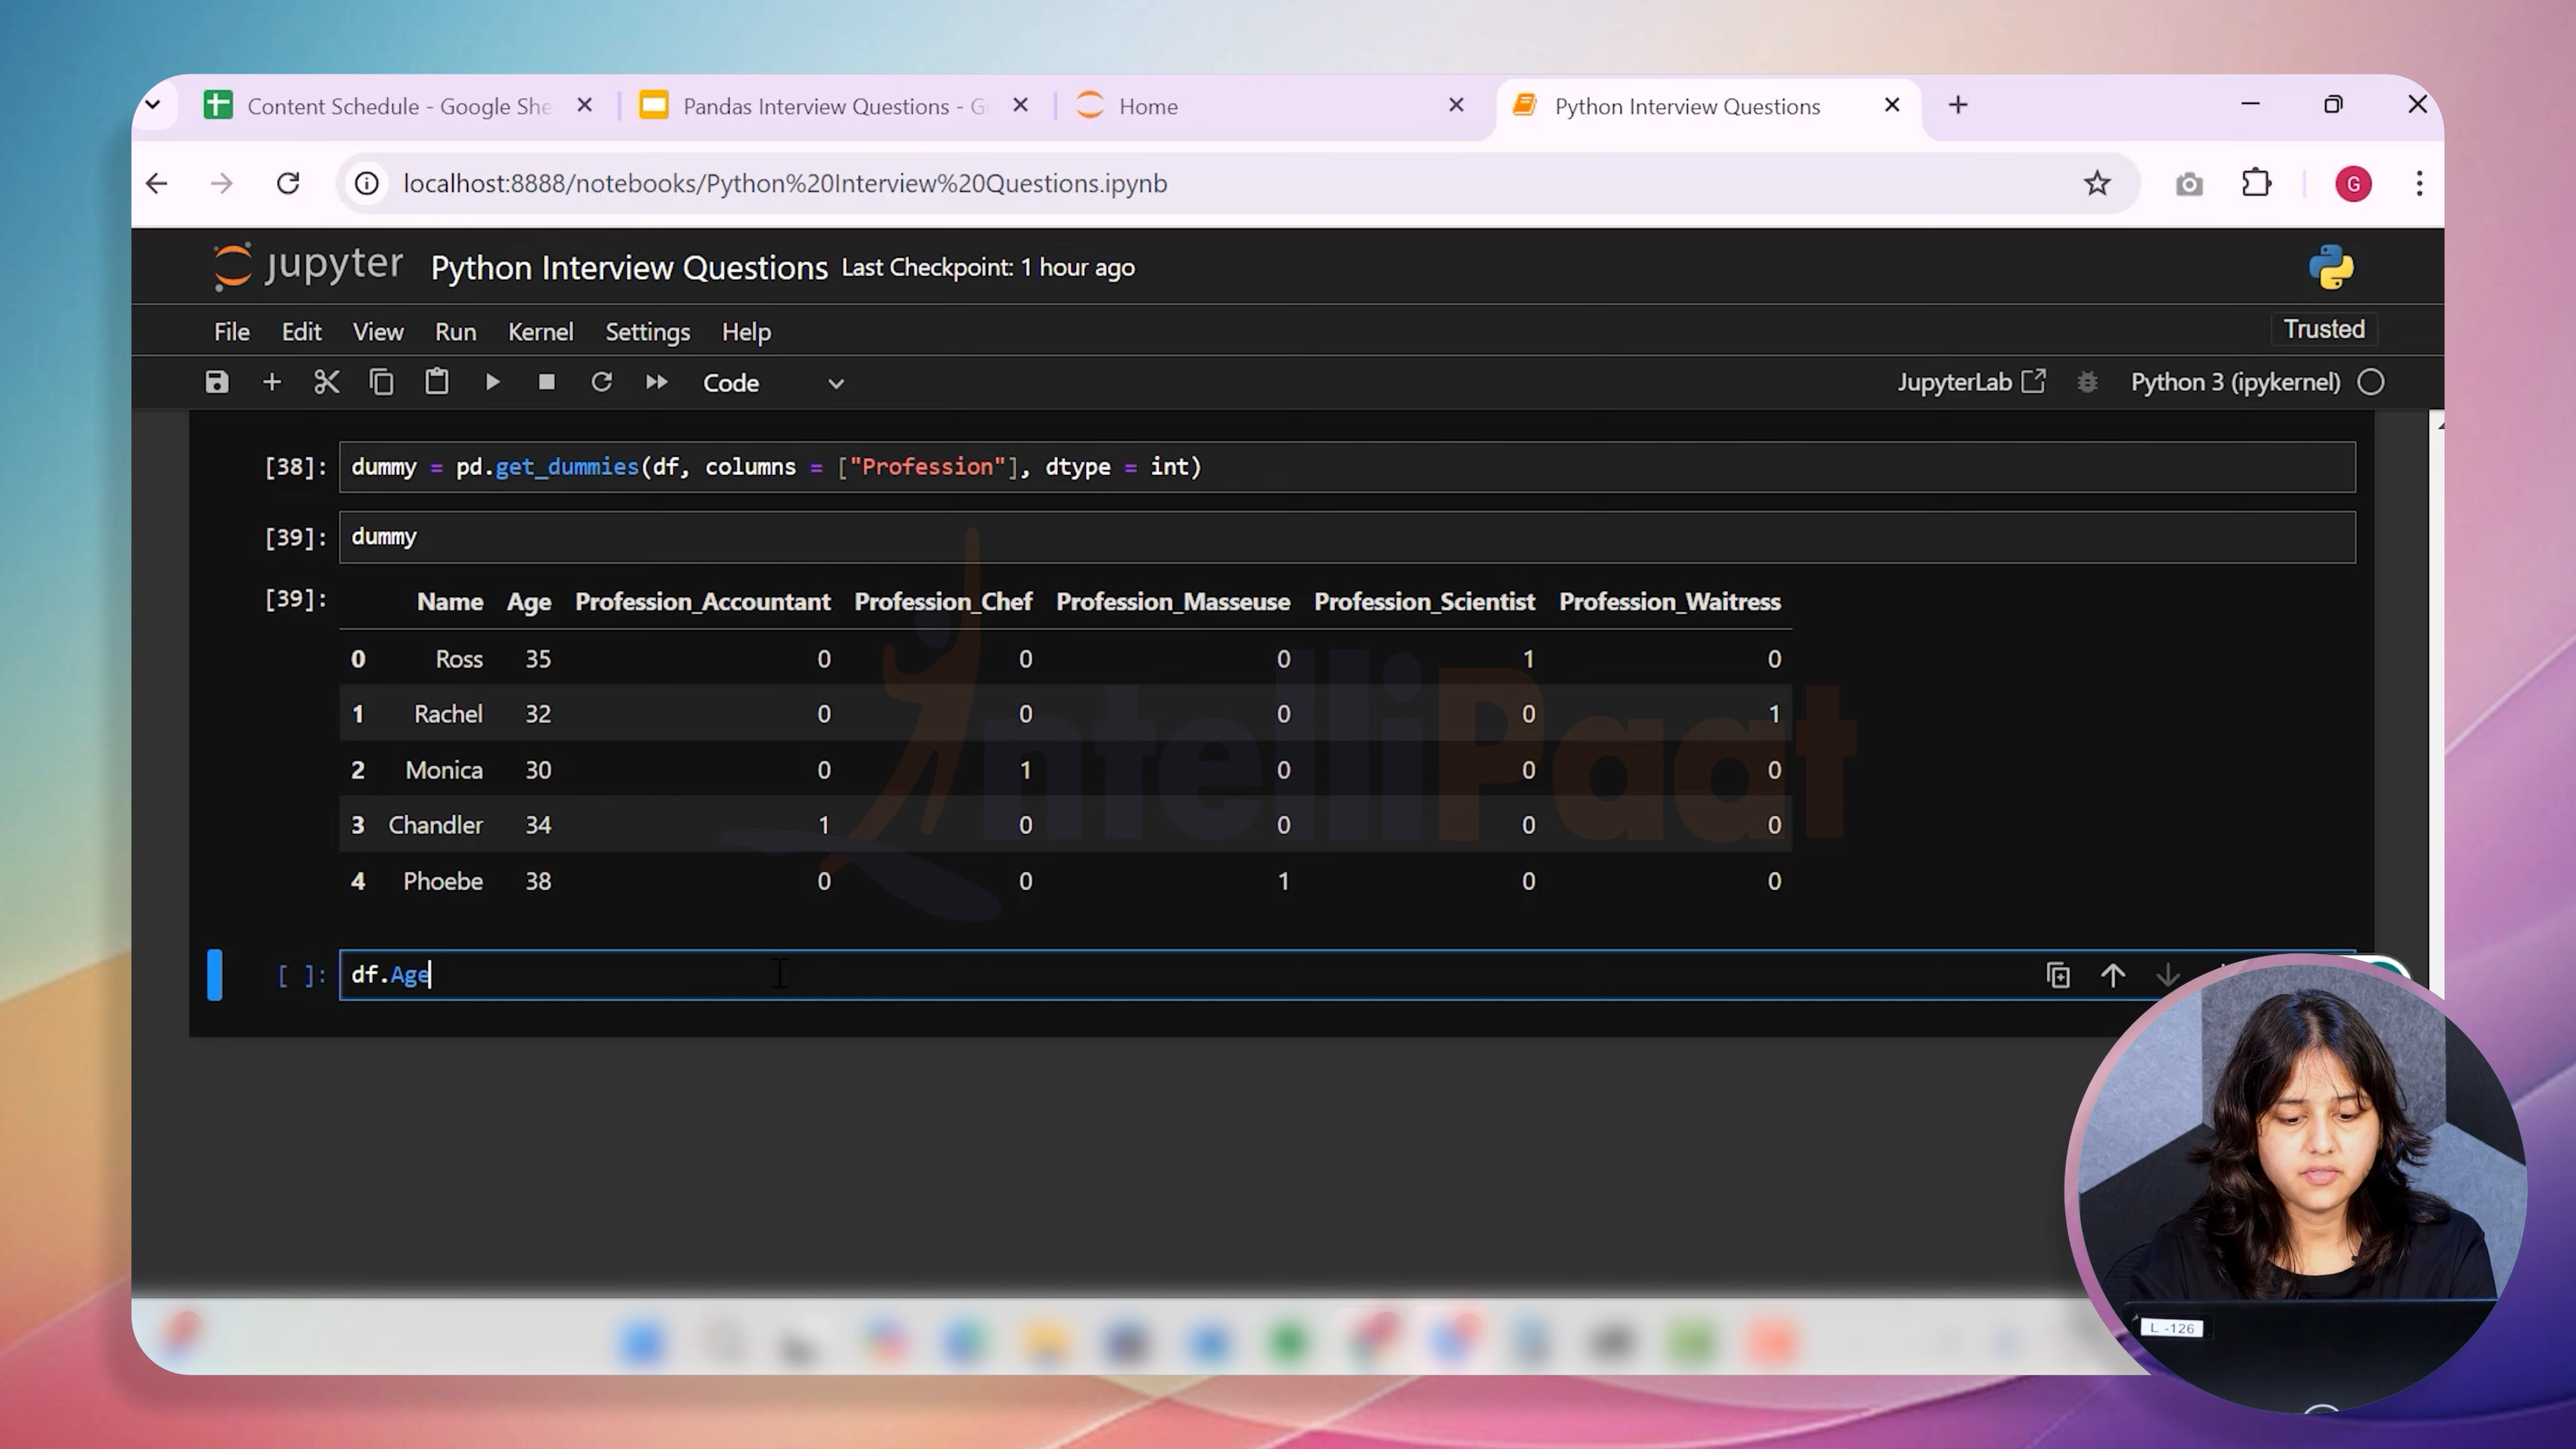 Content Schedule - Google She
Pandas Interview Questions - G
Home
Python Interview Questions
localhost:8888/notebooks/Python%20Interview%20Questions.ipynb
G
jupyter Python Interview Questions Last Checkpoint: 1 hour ago
File Edit View Run Kernel Settings Help
Trusted
Code
JupyterLab
Python 3 (ipykernel)
[38]: dummy = pd.get_dummies(df, columns = ["Profession"], dtype = int)
[39]: dummy
[39]: Name Age Profession_Accountant Profession_Chef Profession_Masseuse Profession_Scientist Profession_Waitress
0 Ross 35 0 0 0 1 0
1 Rachel 32 0 0 0 0 1
2 Monica 30 0 1 0 0 0
3 Chandler 34 1 0 0 0 0
4 Phoebe 38 0 0 1 0 0
IntelliPaat
[ ]: df.Age
L -126